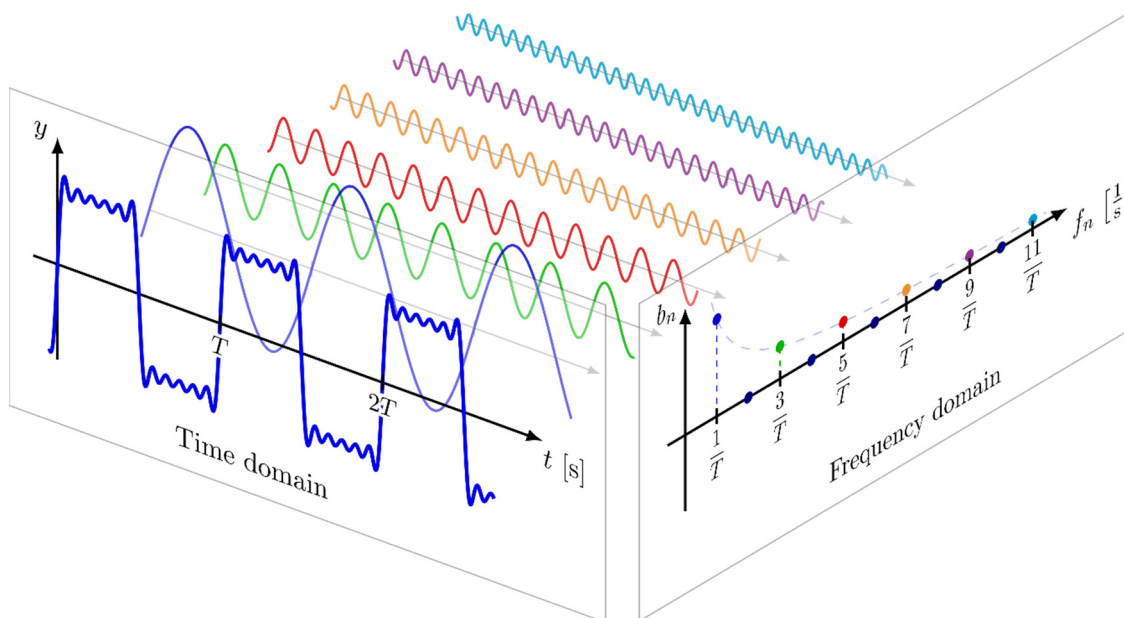 y
T
2T
t [s]
Time domain
b_n
1/T
3/T
5/T
7/T
9/T
11/T
f_n [1/s
Frequency domain